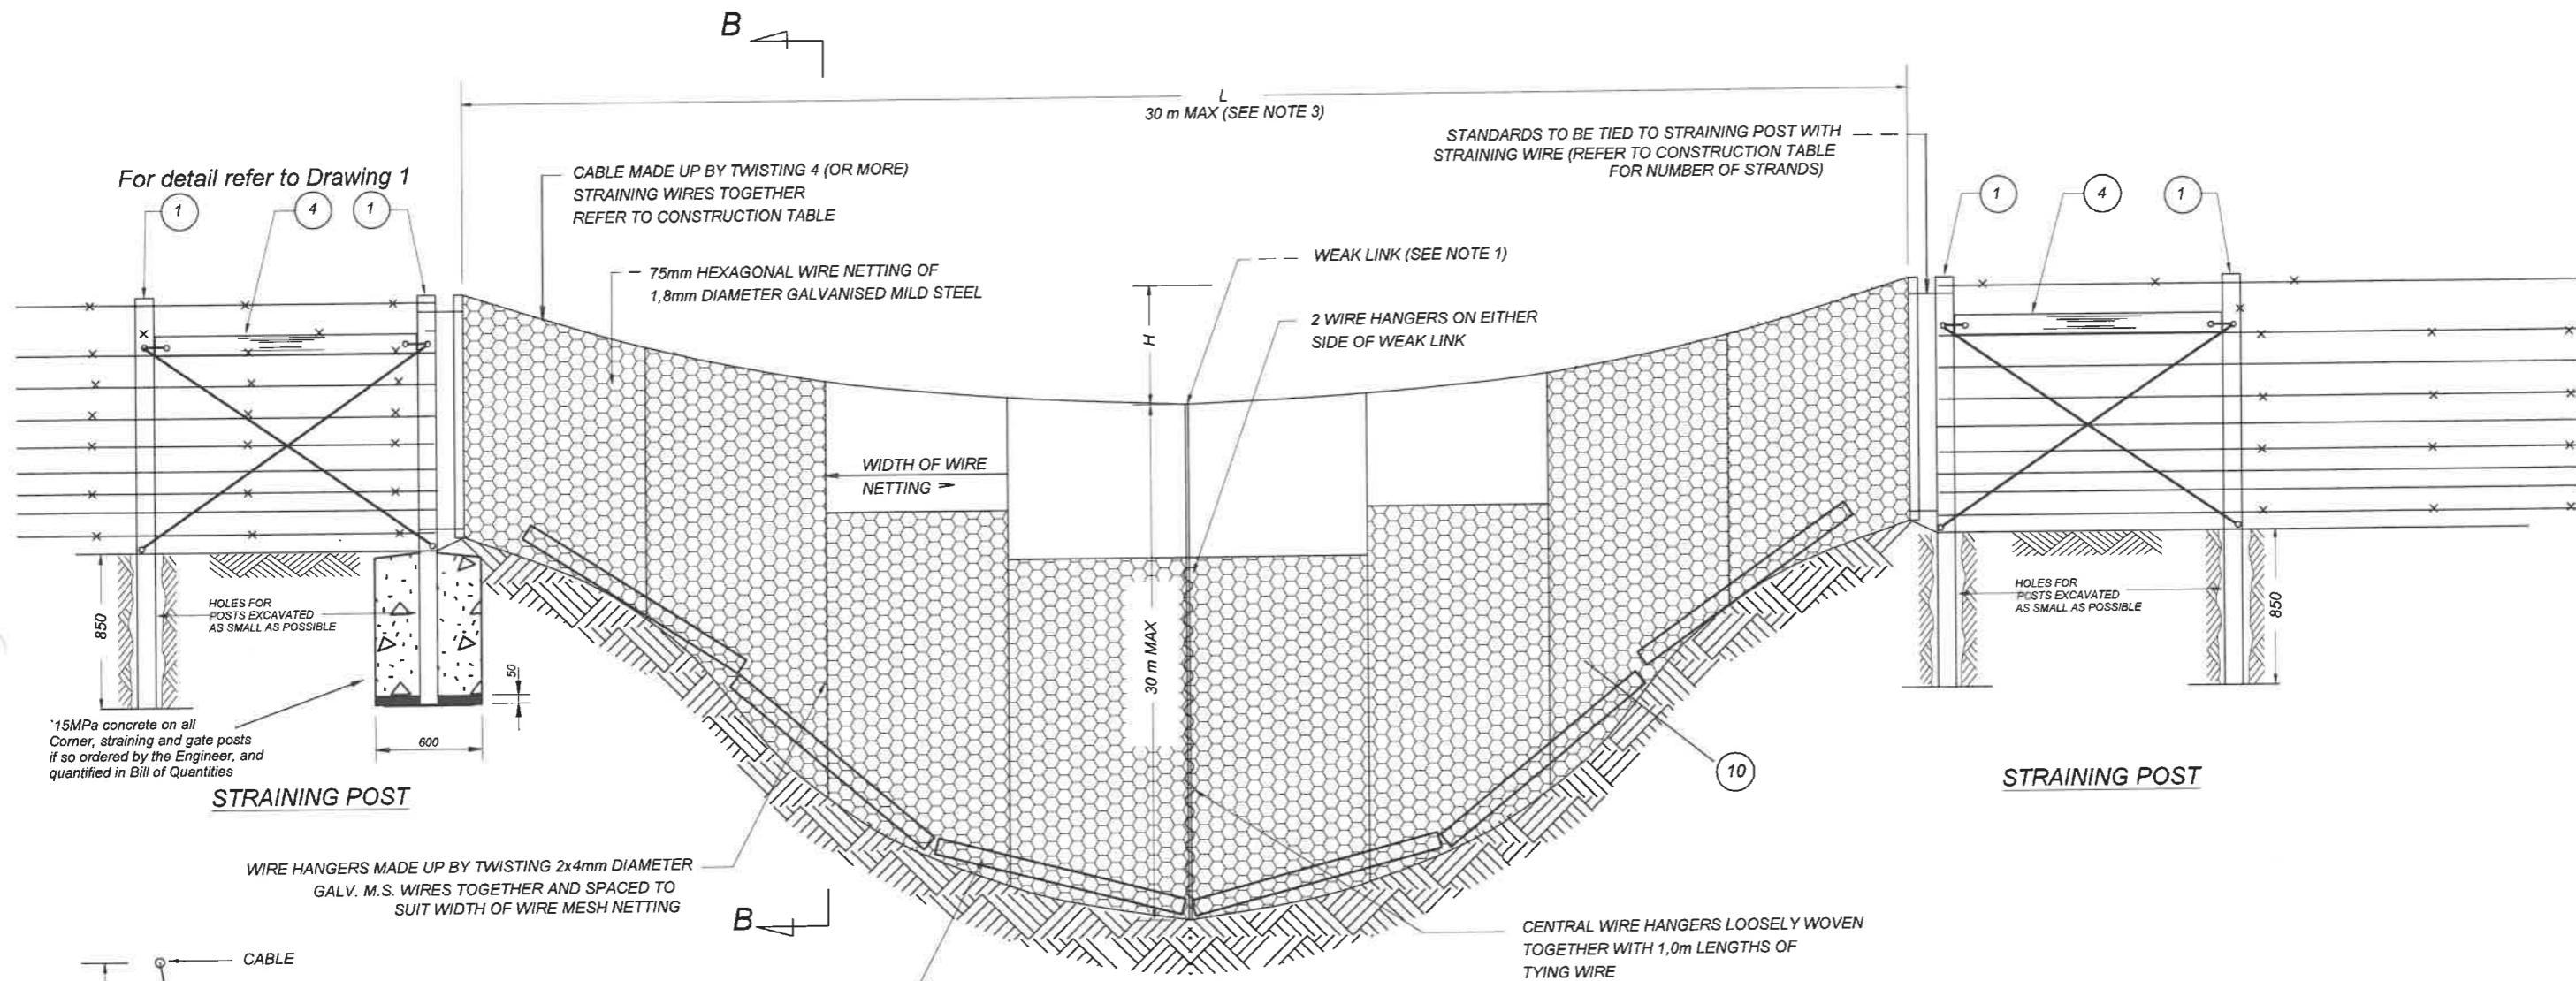 B
L
30 m MAX (SEE NOTE 3)
STANDARDS TO BE TIED TO STRAINING POST WITH
STRAINING WIRE (REFER TO CONSTRUCTION TABLE
FOR NUMBER OF STRANDS)
For detail refer to Drawing 1
1
4
1
CABLE MADE UP BY TWISTING 4 (OR MORE)
STRAINING WIRES TOGETHER
REFER TO CONSTRUCTION TABLE
1
4
1
WEAK LINK (SEE NOTE 1)
75mm HEXAGONAL WIRE NETTING OF
1,8mm DIAMETER GALVANISED MILD STEEL
2 WIRE HANGERS ON EITHER
SIDE OF WEAK LINK
H
WIDTH OF WIRE
NETTING
HOLES FOR
POSTS EXCAVATED
AS SMALL AS POSSIBLE
850
50
600
30 m MAX
HOLES FOR
POSTS EXCAVATED
AS SMALL AS POSSIBLE
850
'15MPa concrete on all
Corner, straining and gate posts
if so ordered by the Engineer, and
quantified in Bill of Quantities
10
STRAINING POST
STRAINING POST
WIRE HANGERS MADE UP BY TWISTING 2x4mm DIAMETER
GALV. M.S. WIRES TOGETHER AND SPACED TO
SUIT WIDTH OF WIRE MESH NETTING
B
CENTRAL WIRE HANGERS LOOSELY WOVEN
TOGETHER WITH 1,0m LENGTHS OF
TYING WIRE
CABLE